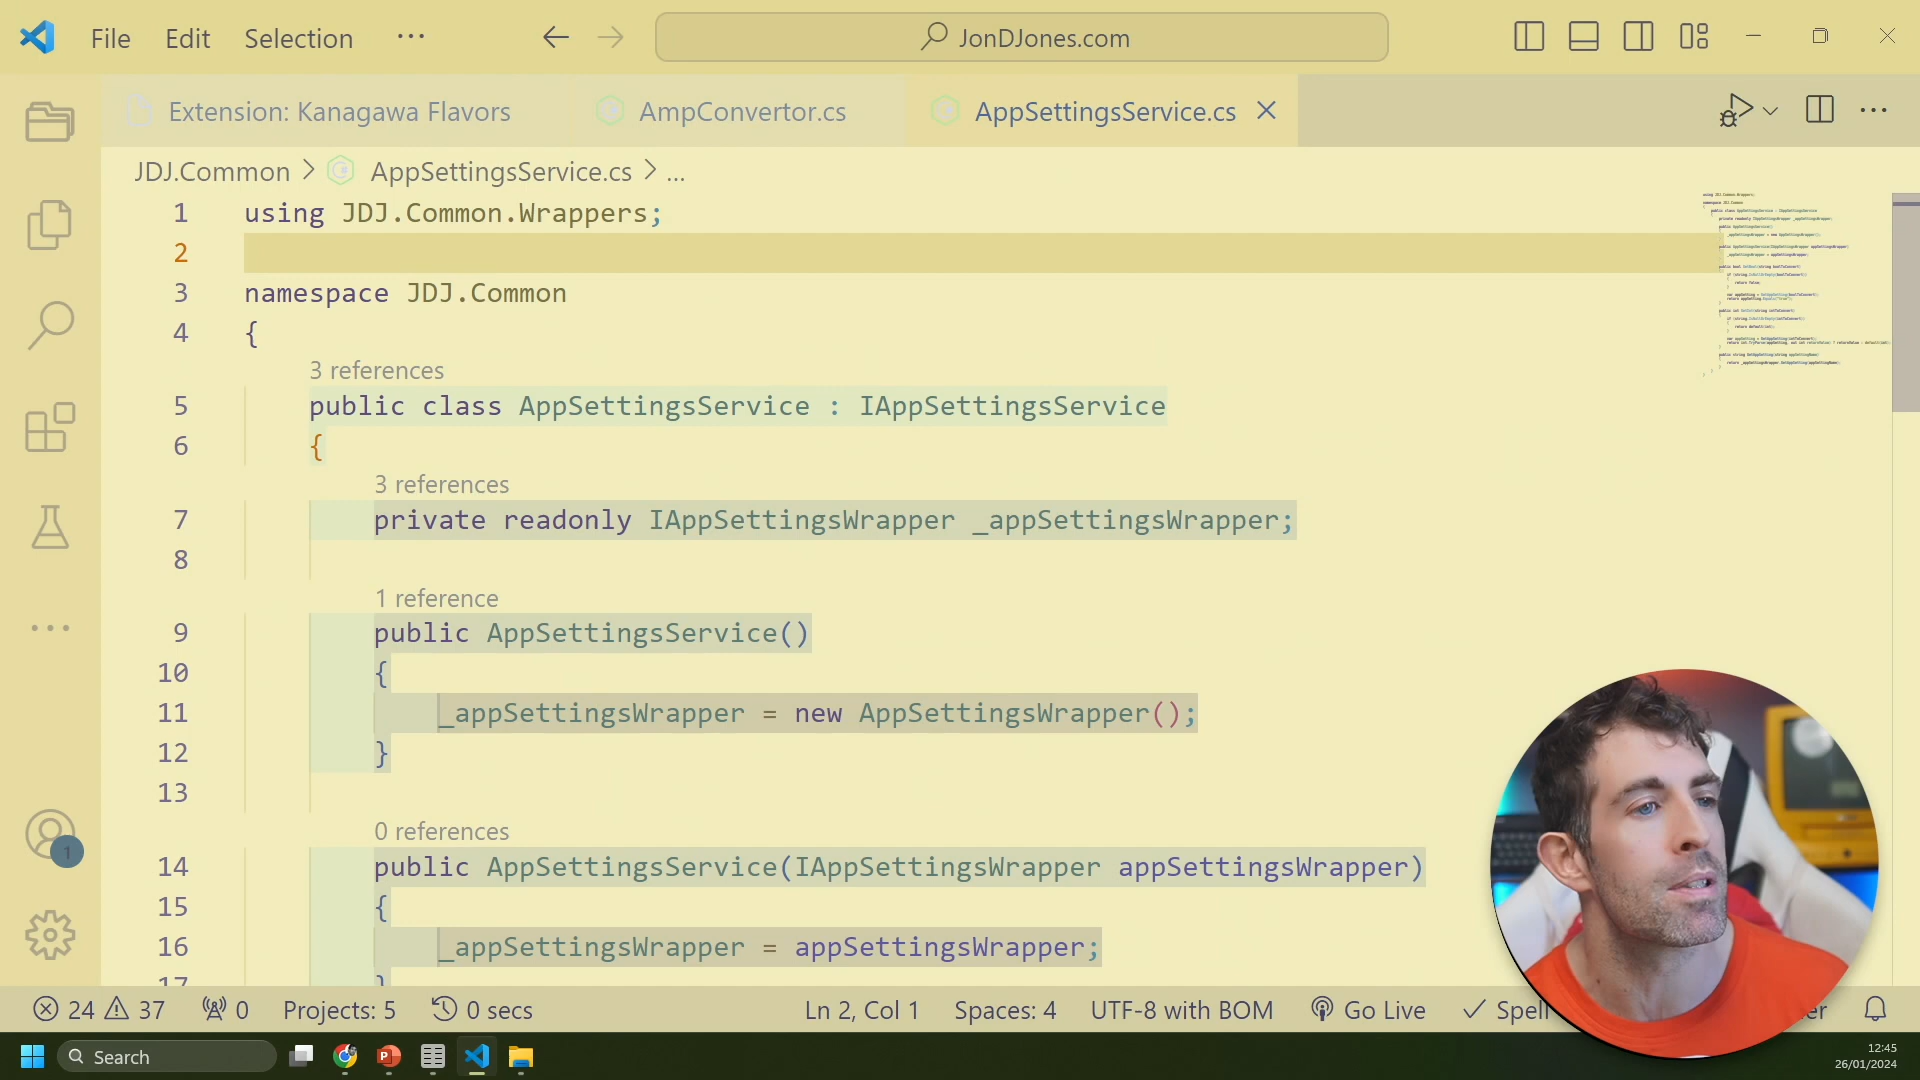 File Edit Selection ··· JonDJones.com
Extension: Kanagawa Flavors AmpConvertor.cs AppSettingsService.cs
JDJ.Common > AppSettingsService.cs > ...
1 using JDJ.Common.Wrappers;
2
3 namespace JDJ.Common
4 {
3 references
5 public class AppSettingsService : IAppSettingsService
6 {
3 references
7 private readonly IAppSettingsWrapper _appSettingsWrapper;
8
1 reference
9 public AppSettingsService()
10 {
11 _appSettingsWrapper = new AppSettingsWrapper();
12 }
13
0 references
14 public AppSettingsService(IAppSettingsWrapper appSettingsWrapper)
15 {
16 _appSettingsWrapper = appSettingsWrapper;
17 }
1
24 37 0 Projects: 5 0 secs Ln 2, Col 1 Spaces: 4 UTF-8 with BOM Go Live Spell
Search
12:45
26/01/2024